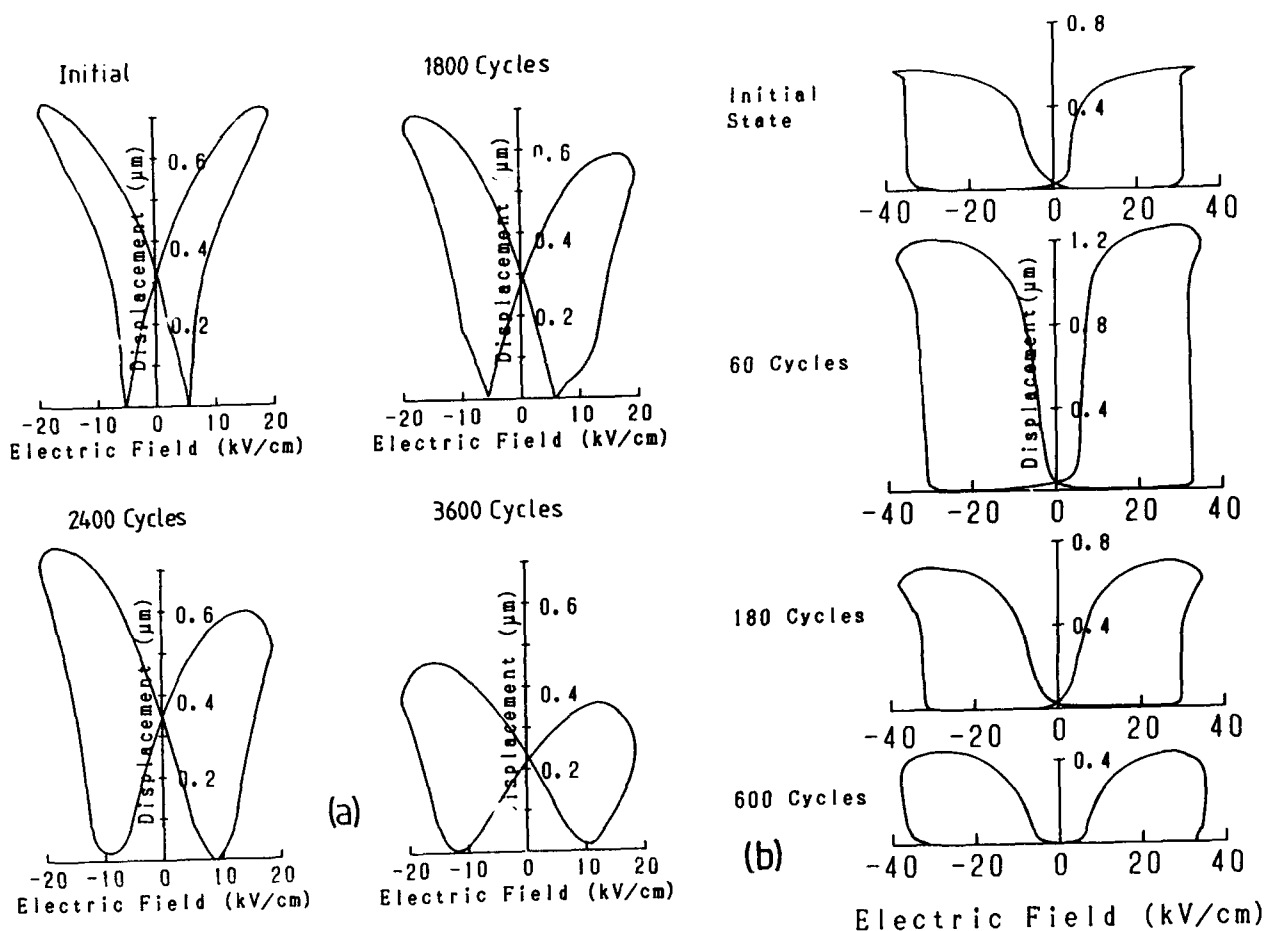 Initial
0.6
0.4
0.2
Displacement (μm)
-20 -10 0 10 20
Electric Field (kV/cm)
1800 Cycles
0.6
0.4
0.2
Displacement (μm)
-20 -10 0 10 20
Electric Field (kV/cm)
2400 Cycles
0.6
0.4
0.2
Displacement (μm)
-20 -10 0 10 20
Electric Field (kV/cm)
3600 Cycles
0.6
0.4
0.2
isplacement (μm)
-20 -10 0 10 20
Electric Field (kV/cm)
(a)
Initial
State
0.8
0.4
-40 -20 0 20 40
60 Cycles
1.2
0.8
0.4
Displacement (μm)
-40 -20 0 20 40
180 Cycles
0.8
0.4
-40 -20 0 20 40
600 Cycles
0.4
-40 -20 0 20 40
(b)
Electric Field (kV/cm)